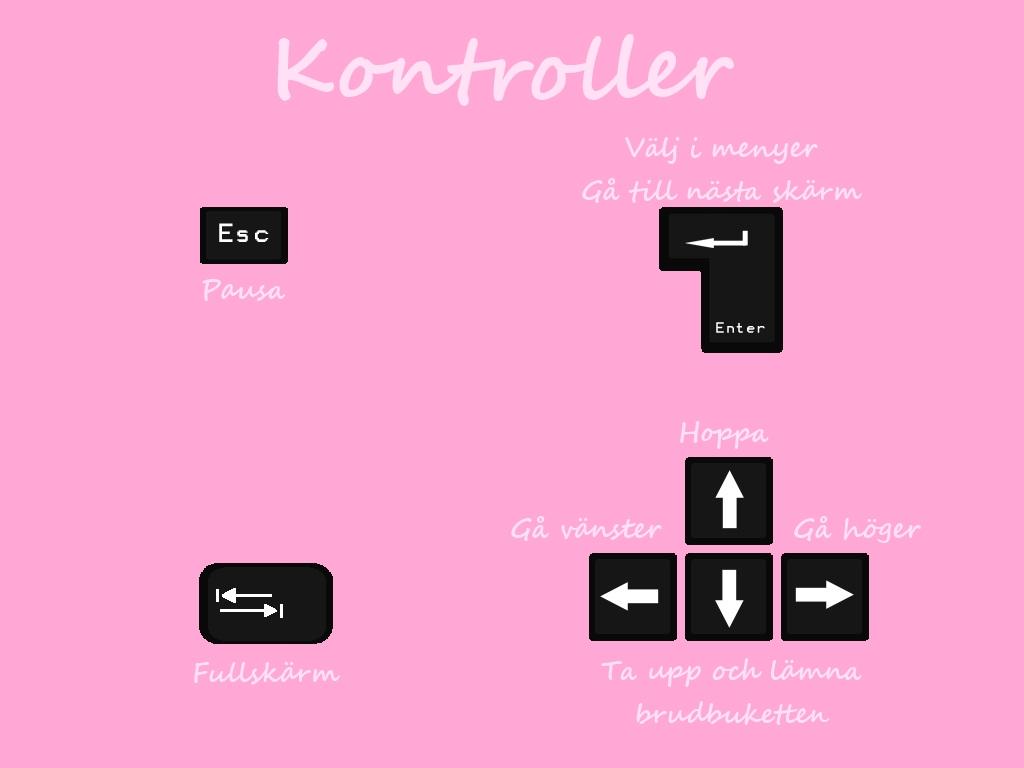 Kontroller
Välj i menyer
Gå till nästa skärm
Esc
Pausa
Enter
Hoppa
Gå vänster
Gå höger
Fullskärm
Ta upp och lämna
brudbuketten